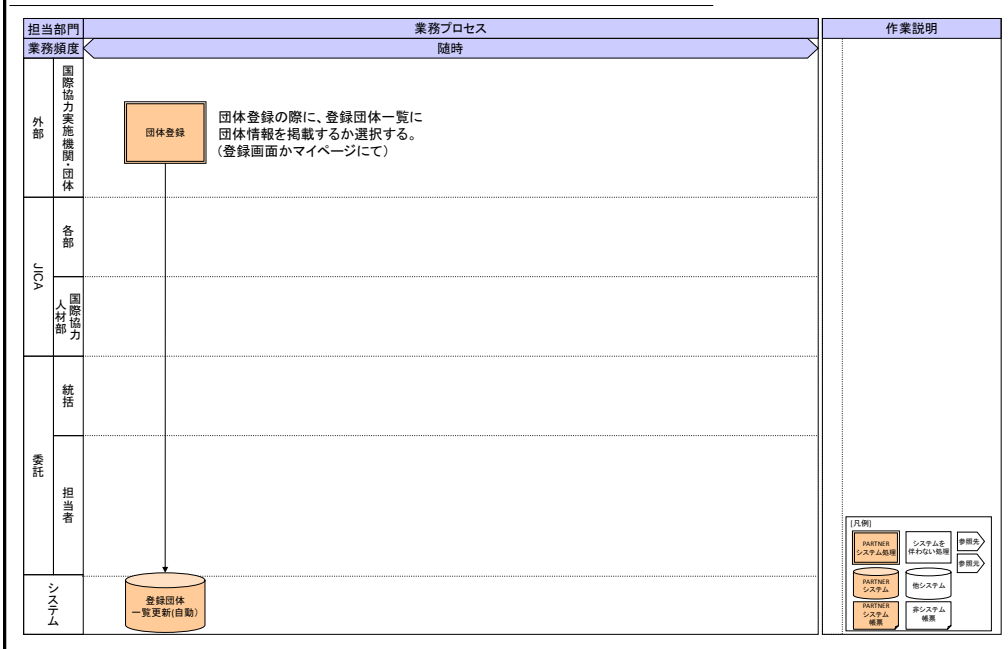 担当部門
業務プロセス
作業説明
業務頻度
随時
外部
国際協力実施機関・団体
団体登録
団体登録の際に、登録団体一覧に
団体情報を掲載するか選択する。
(登録画面かマイページにて)
JICA
各部
国際協力
人材部
委託
統括
担当者
システム
登録団体
一覧更新(自動)
[凡例]
PARTNER
システム処理
システムを
伴わない処理
参照先
参照元
PARTNER
システム
他システム
PARTNER
システム
帳票
非システム
帳票